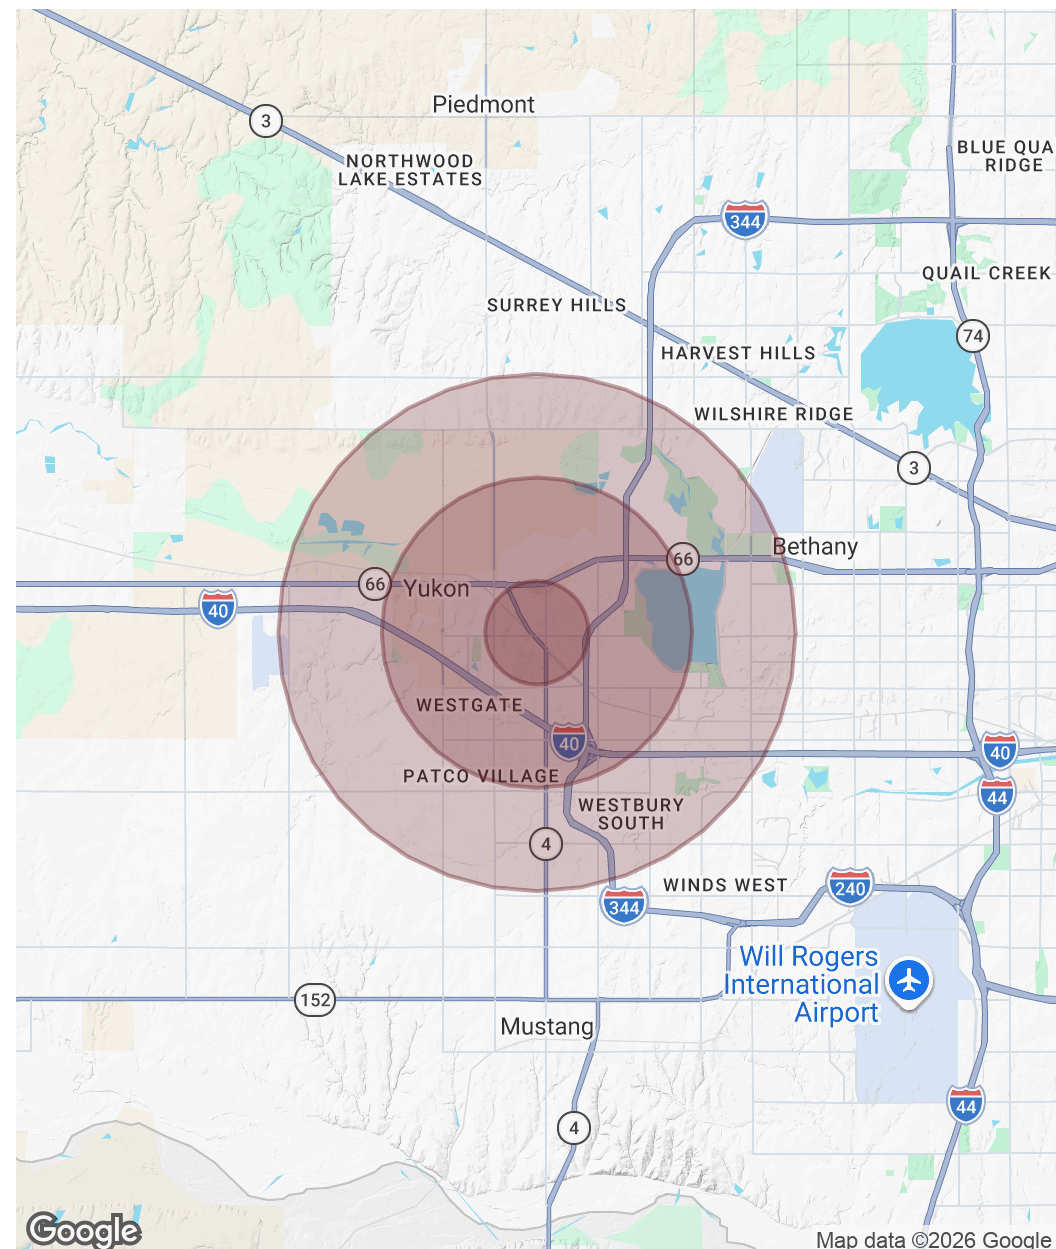 Piedmont
3
BLUE QUA
RIDGE
NORTHWOOD
LAKE ESTATES
344
QUAIL CREEK
SURREY HILLS
74
HARVEST HILLS
WILSHIRE RIDGE
3
Bethany
66
66
Yukon
40
WESTGATE
40
40
PATCO VILLAGE
44
WESTBURY
SOUTH
4
WINDS WEST
240
344
Will Rogers
International
Airport
152
Mustang
44
4
Google
Map data ©2026 Google